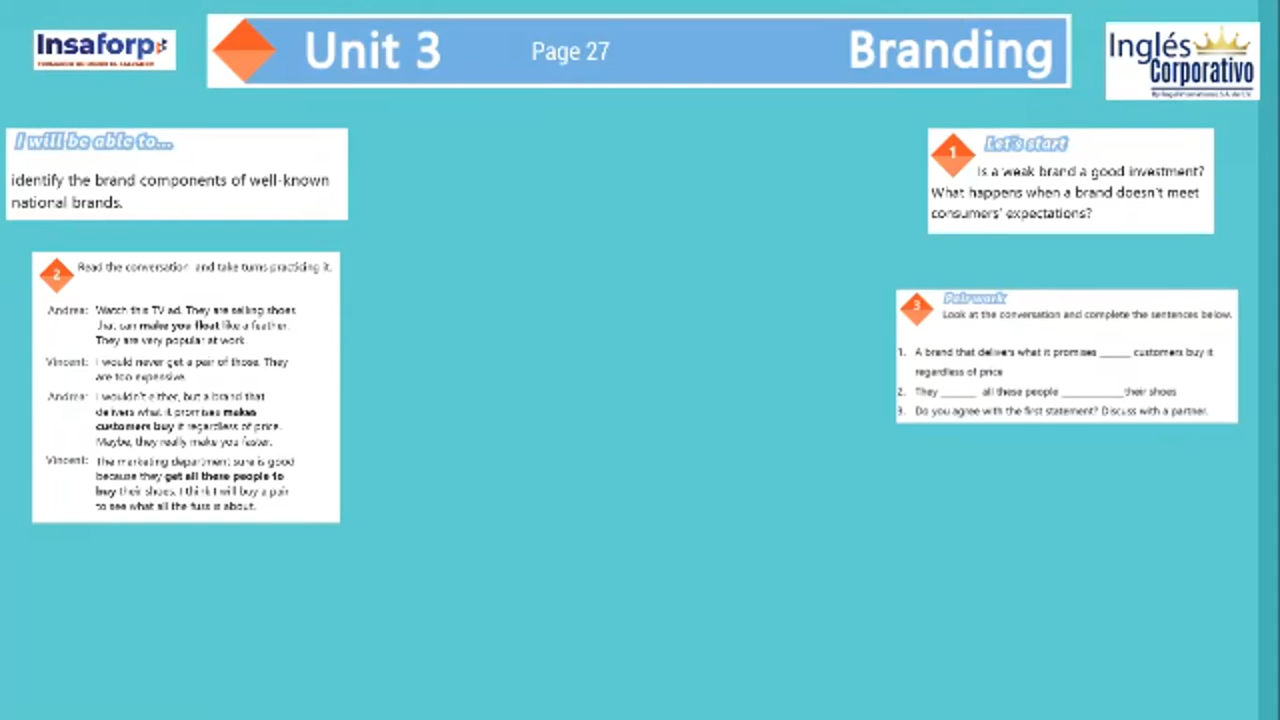 Insaforp
Unit 3
Page 27
Branding
Inglés
Corporativo
I will be able to...
identify the brand components of well-known
national brands.
1
Let's start
Is a weak brand a good investment?
What happens when a brand doesn't meet
consumers' expectations?
2
Read the conversation and take turns practicing it.
Andrea: Watch this TV ad. They are selling shoes
that can make you float like a feather.
They are very popular at work.
Vincent: I would never get a pair of those. They
are too expensive.
Andrea: I wouldn't either, but a brand that
delivers what it promises makes
customers buy it regardless of price.
Maybe, they really make you faster.
Vincent: The marketing department sure is good
because they get all these people to
buy their shoes. I think I will buy a pair
to see what all the fuss is about.
3
Pair work
Look at the conversation and complete the sentences below.
1. A brand that delivers what it promises ______ customers buy it
regardless of price
2. They _______ all these people ____________their shoes
3. Do you agree with the first statement? Discuss with a partner.